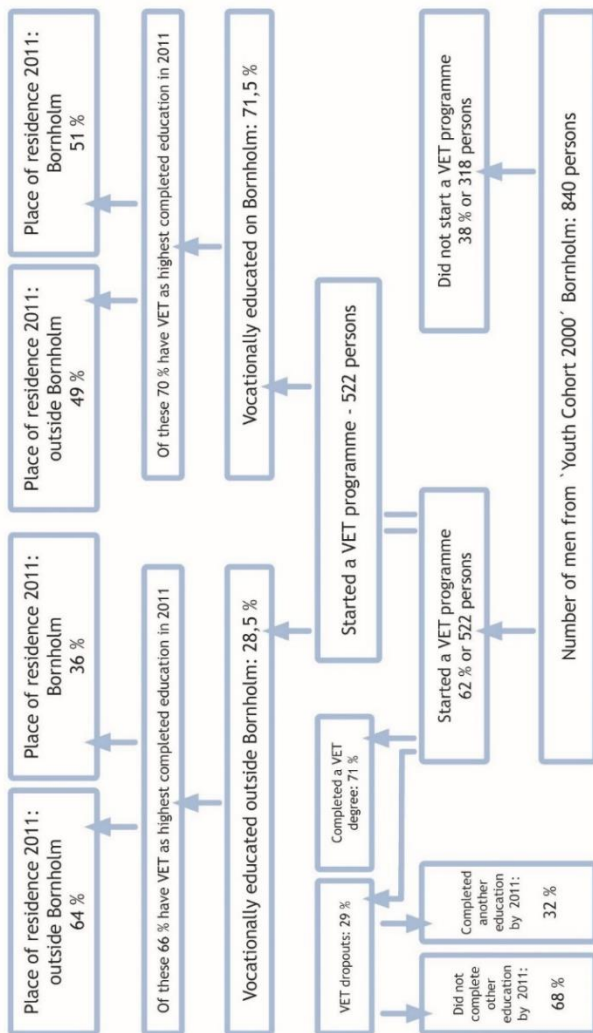 Place of residence 2011:
outside Bornholm
64 %
Place of residence 2011:
Bornholm
36 %
Place of residence 2011:
outside Bornholm
49 %
Place of residence 2011:
Bornholm
51 %
Of these 66 % have VET as highest completed education in 2011
Of these 70 % have VET as highest completed education in 2011
Vocationally educated outside Bornholm: 28,5 %
Vocationally educated on Bornholm: 71,5 %
Started a VET programme - 522 persons
VET dropouts: 29 %
Completed a VET
degree: 71 %
Did not
complete
other
education
by 2011:
68 %
Completed
another
education
by 2011:
32 %
Started a VET programme
62 % or 522 persons
Did not start a VET programme
38 % or 318 persons
Number of men from `Youth Cohort 2000´ Bornholm: 840 persons